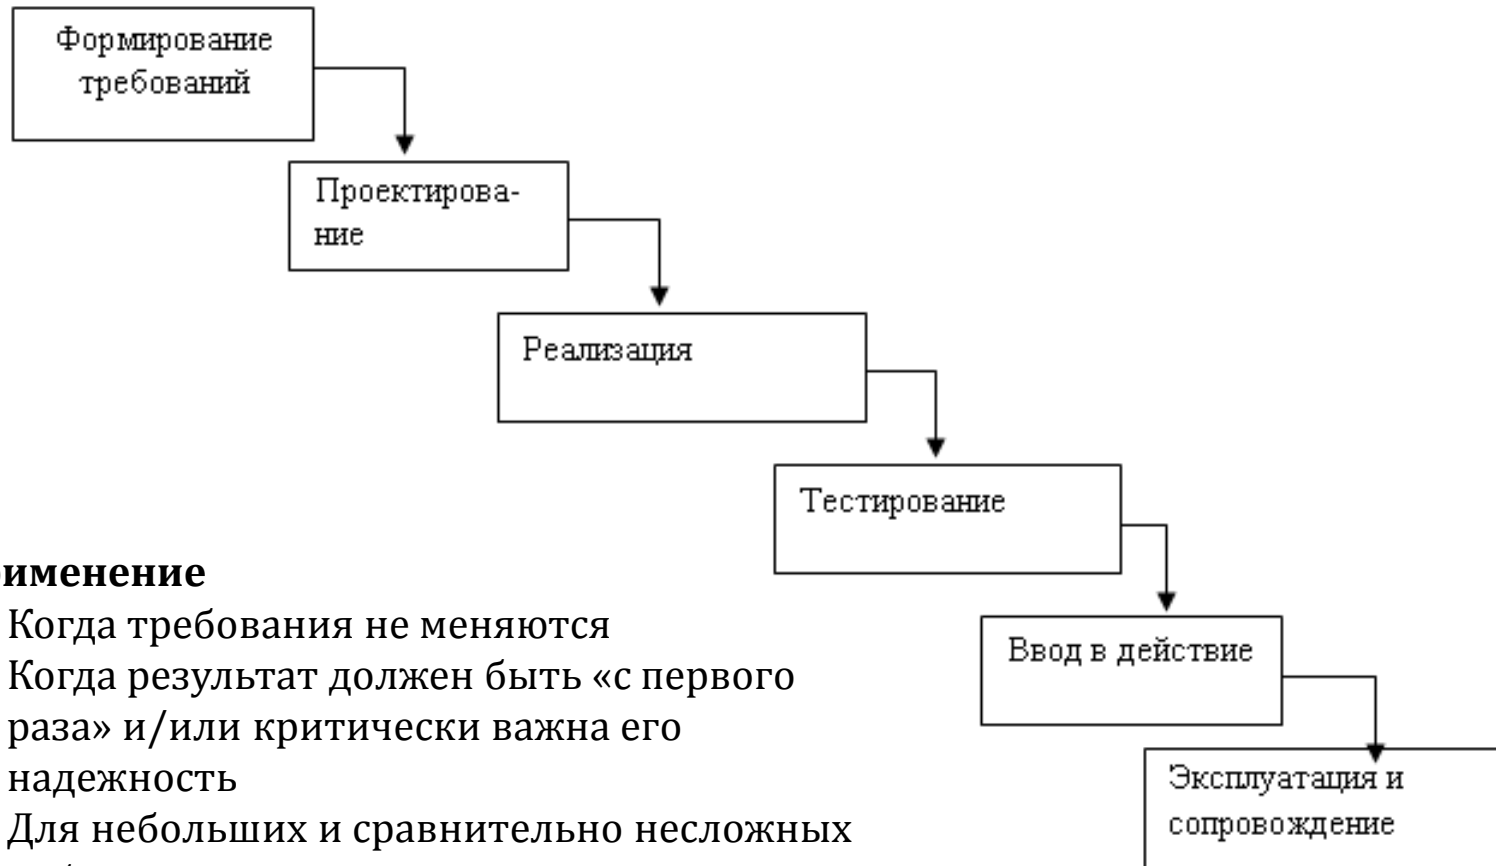 Формирование
требований
Проектирова-
ние
Реализация
Тестирование
именение
Когда требования не меняются
Когда результат должен быть «с первого
раза» и/или критически важна его
надежность
Для небольших и сравнительно несложных
Ввод в действие
Эксплуатация и
сопровождение